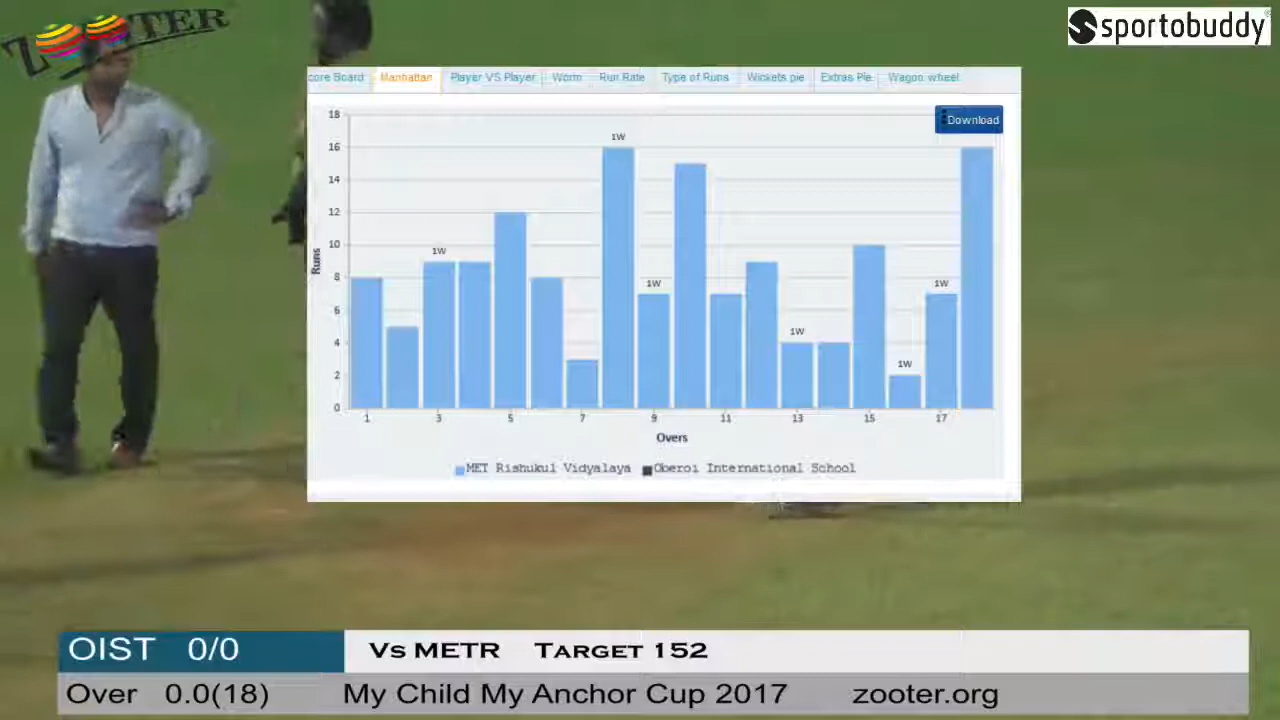 ZOOTER
sportobuddy
core Board Manhattan Player VS Player Worm Run Rate Type of Runs Wickets pie Extras Pie Wagon wheel
Download
18
16
14
12
10
8
6
4
2
0
Runs
1W
1W
1W
1W
1W
1W
1 3 5 7 9 11 13 15 17
Overs
MET Rishukul Vidyalaya Oberoi International School
OIST 0/0 Vs METR TARGET 152
Over 0.0(18) My Child My Anchor Cup 2017 zooter.org